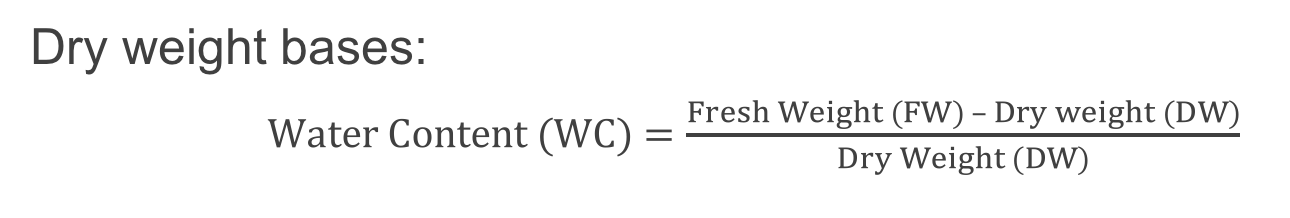 Dry weight bases:
Water Content (WC) = Fresh Weight (FW) – Dry weight (DW)
Dry Weight (DW)